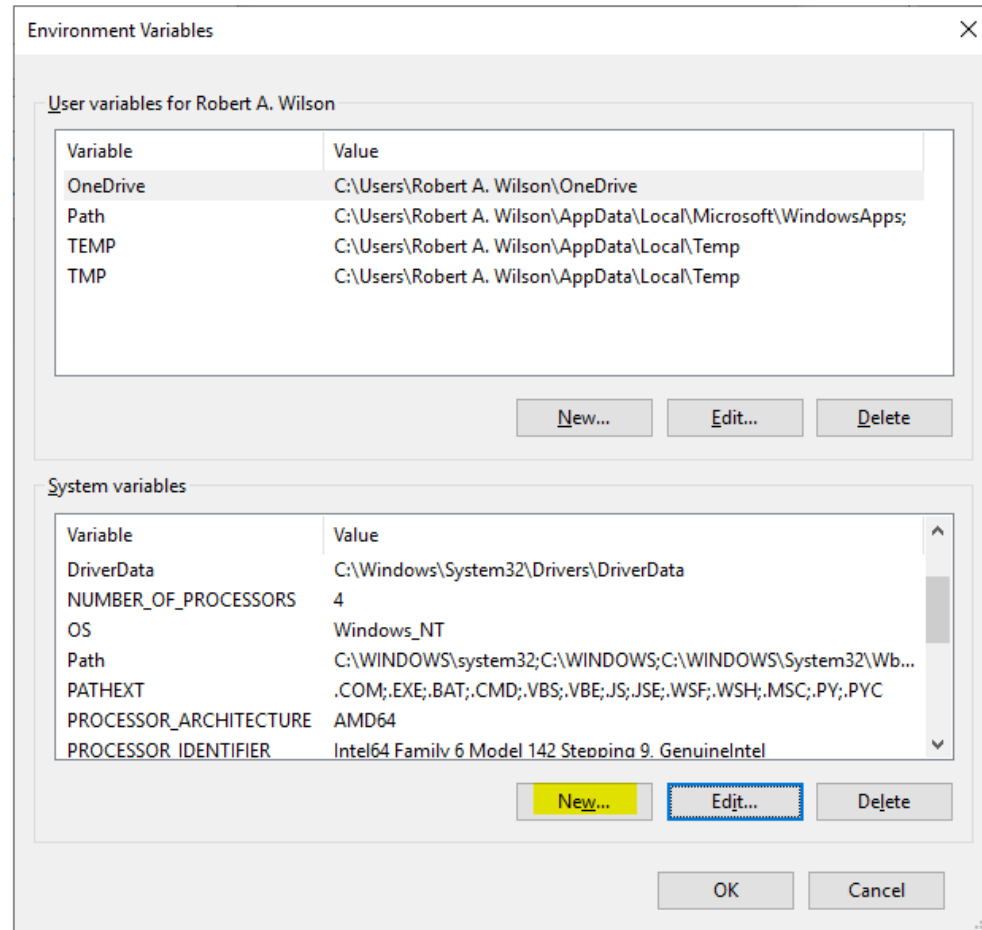 Environment Variables
User variables for Robert A. Wilson
Variable Value
OneDrive C:\Users\Robert A. Wilson\OneDrive
Path C:\Users\Robert A. Wilson\AppData\Local\Microsoft\WindowsApps;
TEMP C:\Users\Robert A. Wilson\AppData\Local\Temp
TMP C:\Users\Robert A. Wilson\AppData\Local\Temp
New... Edit... Delete
System variables
Variable Value
DriverData C:\Windows\System32\Drivers\DriverData
NUMBER_OF_PROCESSORS 4
OS Windows_NT
Path C:\WINDOWS\system32;C:\WINDOWS;C:\WINDOWS\System32\Wb...
PATHEXT .COM;.EXE;.BAT;.CMD;.VBS;.VBE;.JS;.JSE;.WSF;.WSH;.MSC;.PY;.PYC
PROCESSOR_ARCHITECTURE AMD64
PROCESSOR_IDENTIFIER Intel64 Family 6 Model 142 Stepping 9, GenuineIntel
New... Edit... Delete
OK Cancel